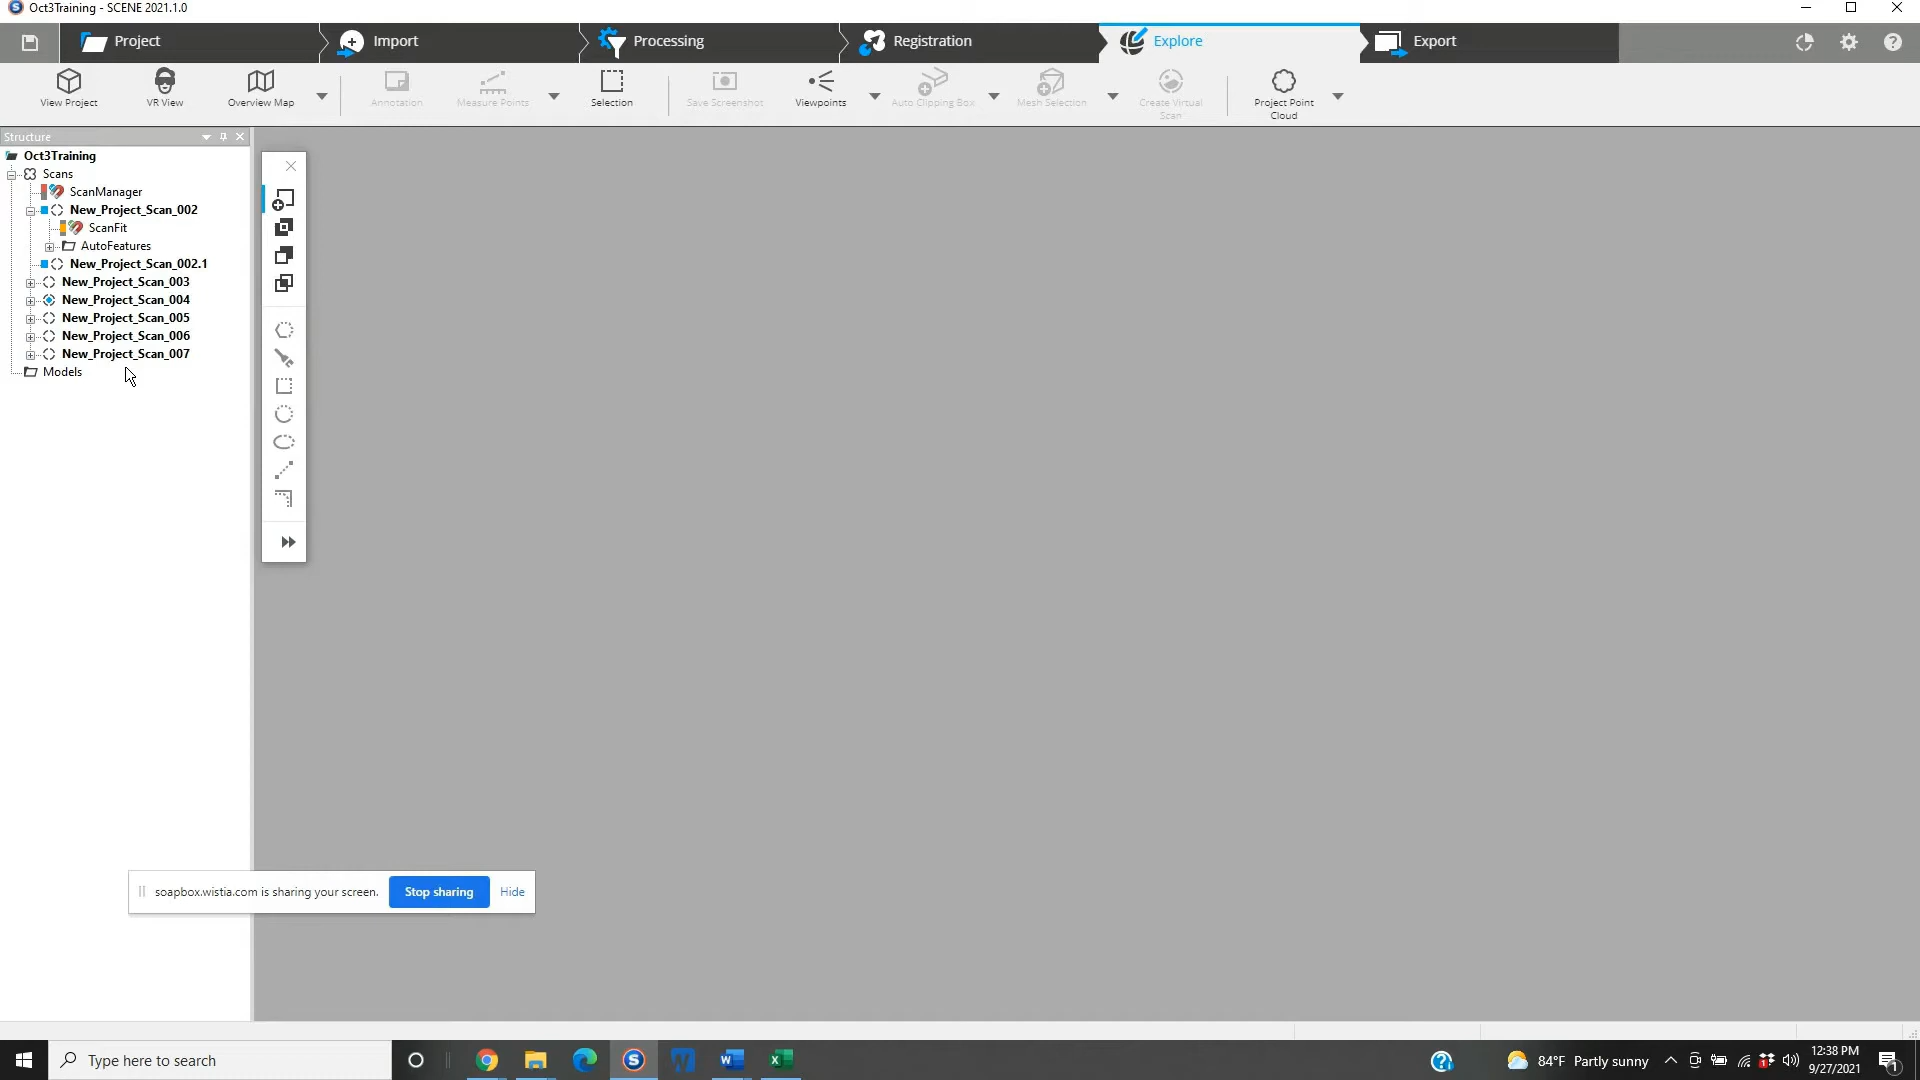 Oct3Training - SCENE 2021.1.0
Project
Import
Processing
Registration
Explore
Export
View Project
VR View
Overview Map
Annotation
Measure Points
Selection
Save Screenshot
Viewpoints
Auto Clipping Box
Mesh Selection
Create Virtual
Scan
Project Point
Cloud
Structure
Oct3Training
Scans
ScanManager
New_Project_Scan_002
ScanFit
AutoFeatures
New_Project_Scan_002.1
New_Project_Scan_003
New_Project_Scan_004
New_Project_Scan_005
New_Project_Scan_006
New_Project_Scan_007
Models
soapbox.wistia.com is sharing your screen.
Stop sharing
Hide
Type here to search
84°F Partly sunny
12:38 PM
9/27/2021
1